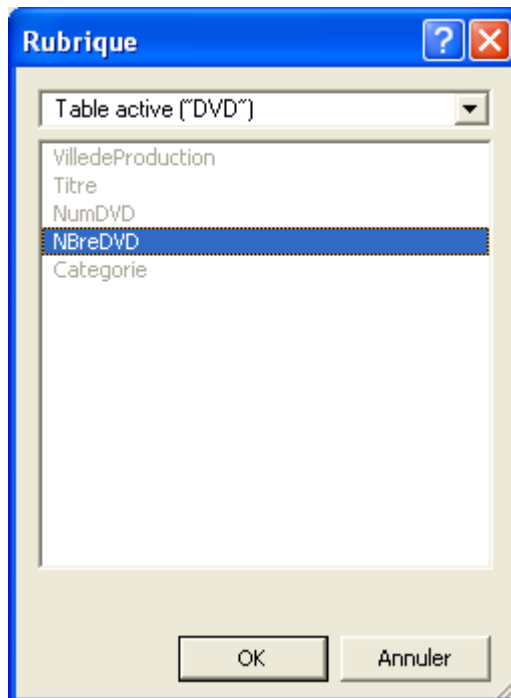 Rubrique
Table active ("DVD")
VilledeProduction
Titre
NumDVD
NBreDVD
Categorie
OK
Annuler